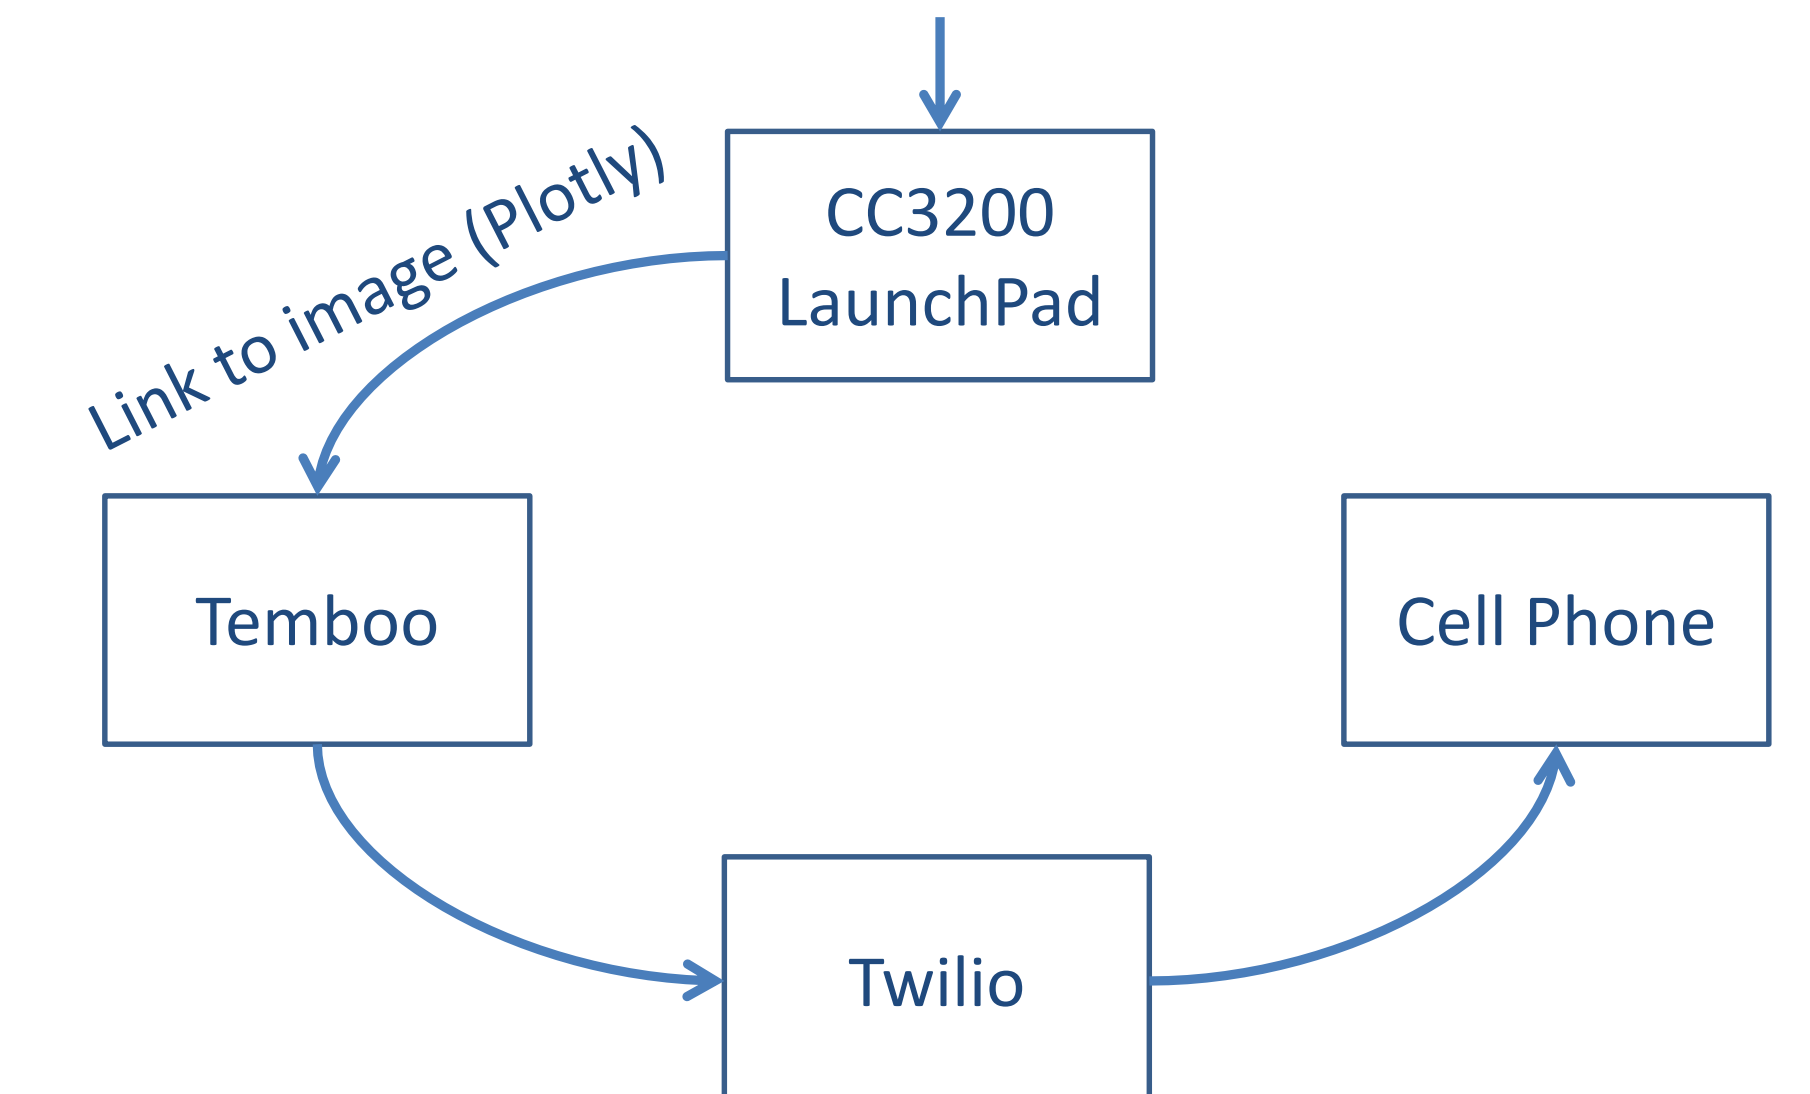 CC3200
LaunchPad
Link to image (Plotly)
Temboo
Cell Phone
Twilio